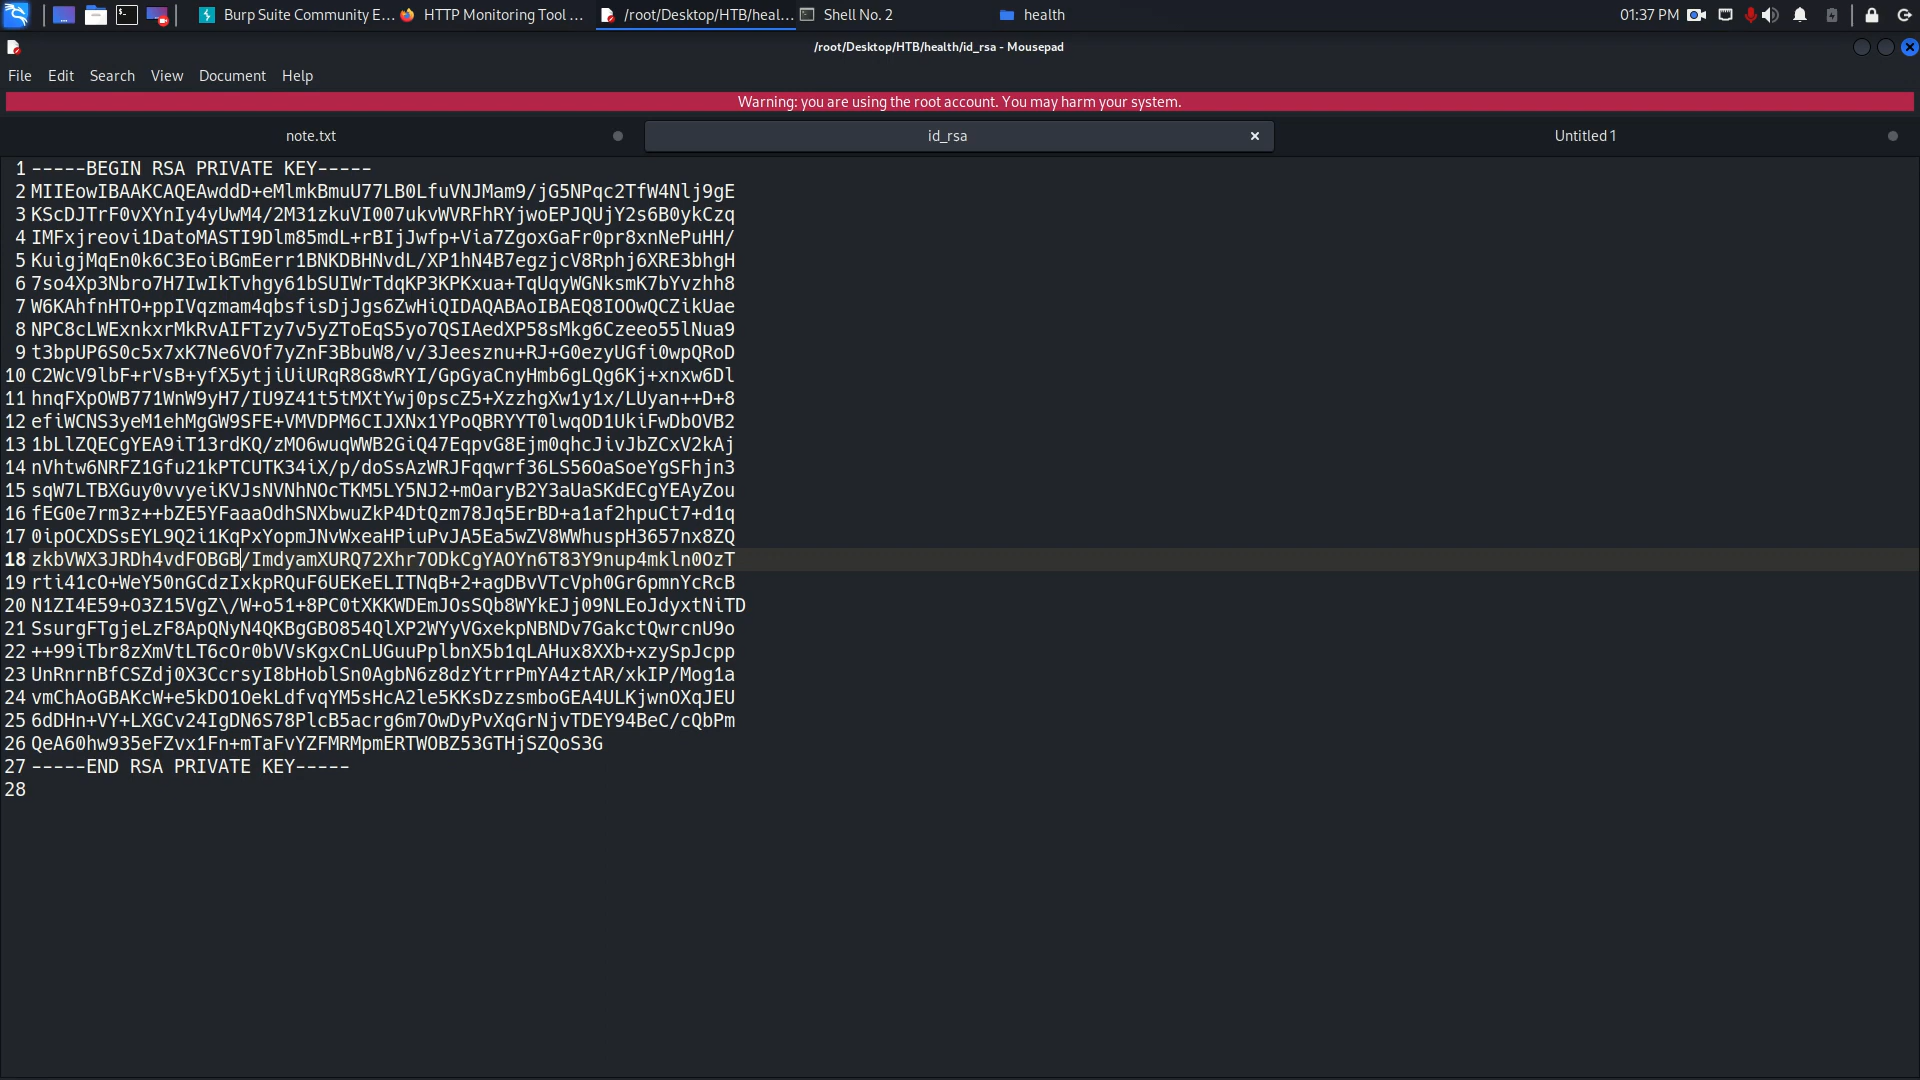 Burp Suite Community E... HTTP Monitoring Tool ... /root/Desktop/HTB/heal... Shell No. 2 health 01:37 PM
/root/Desktop/HTB/health/id_rsa - Mousepad
File Edit Search View Document Help
Warning: you are using the root account. You may harm your system.
note.txt id_rsa Untitled 1
1 -----BEGIN RSA PRIVATE KEY-----
2 MIIEowIBAAKCAQEAwddD+eMlmkBmuU77LB0LfuVNJMam9/jG5NPqc2TfW4Nlj9gE
3 KScDJTrF0vXYnIy4yUwM4/2M31zkuVI007ukvWVRFhRYjwoEPJQUjY2s6B0ykCzq
4 IMFxjreovi1DatoMASTI9Dlm85mdL+rBIjJwfp+Via7ZgoxGaFr0pr8xnNePuHH/
5 KuigjMqEn0k6C3EoiBGmEerr1BNKDBHNvdL/XP1hN4B7egzjcV8Rphj6XRE3bhgH
6 7so4Xp3Nbro7H7IwIkTvhgy61bSUIWrTdqKP3KPKxua+TqUqyWGNksmK7bYvzhh8
7 W6KAhfnHTO+ppIVqzmam4qbsfisDjJgs6ZwHiQIDAQABAoIBAEQ8IOOwQCZikUae
8 NPC8cLWExnkxrMkRvAIFTzy7v5yZToEqS5yo7QSIAedXP58sMkg6Czeeo55lNua9
9 t3bpUP6S0c5x7xK7Ne6VOf7yZnF3BbuW8/v/3Jeesznu+RJ+G0ezyUGfi0wpQRoD
10 C2WcV9lbF+rVsB+yfX5ytjiUiURqR8G8wRYI/GpGyaCnyHmb6gLQg6Kj+xnxw6Dl
11 hnqFXpOWB771WnW9yH7/IU9Z41t5tMXtYwj0pscZ5+XzzhgXw1y1x/LUyan++D+8
12 efiWCNS3yeM1ehMgGW9SFE+VMVDPM6CIJXNx1YPoQBRYYT0lwqOD1UkiFwDbOVB2
13 1bLlZQECgYEA9iT13rdKQ/zMO6wuqWWB2GiQ47EqpvG8Ejm0qhcJivJbZCxV2kAj
14 nVhtw6NRFZ1Gfu21kPTCUTK34iX/p/doSsAzWRJFqqwrf36LS56OaSoeYgSFhjn3
15 sqW7LTBXGuy0vvyeiKVJsNVNhNOcTKM5LY5NJ2+mOaryB2Y3aUaSKdECgYEAyZou
16 fEG0e7rm3z++bZE5YFaaaOdhSNXbwuZkP4DtQzm78Jq5ErBD+a1af2hpuCt7+d1q
17 0ipOCXDSsEYL9Q2i1KqPxYopmJNvWxeaHPiuPvJA5Ea5wZV8WWhuspH3657nx8ZQ
18 zkbVWX3JRDh4vdFOBGB/ImdyamXURQ72Xhr7ODkCgYAOYn6T83Y9nup4mkln0OzT
19 rti41cO+WeY50nGCdzIxkpRQuF6UEKeELITNqB+2+agDBvVTcVph0Gr6pmnYcRcB
20 N1ZI4E59+O3Z15VgZ\/W+o51+8PC0tXKKWDEmJOsSQb8WYkEJj09NLEoJdyxtNiTD
21 SsurgFTgjeLzF8ApQNyN4QKBgGBO854QlXP2WYyVGxekpNBNDv7GakctQwrcnU9o
22 ++99iTbr8zXmVtLT6cOr0bVVsKgxCnLUGuuPplbnX5b1qLAHux8XXb+xzySpJcpp
23 UnRnrnBfCSZdj0X3CcrsyI8bHoblSn0AgbN6z8dzYtrrPmYA4ztAR/xkIP/Mog1a
24 vmChAoGBAKcW+e5kDO1OekLdfvqYM5sHcA2le5KKsDzzsmboGEA4ULKjwnOXqJEU
25 6dDHn+VY+LXGCv24IgDN6S78PlcB5acrg6m7OwDyPvXqGrNjvTDEY94BeC/cQbPm
26 QeA60hw935eFZvx1Fn+mTaFvYZFMRMpmERTWOBZ53GTHjSZQoS3G
27 -----END RSA PRIVATE KEY-----
28